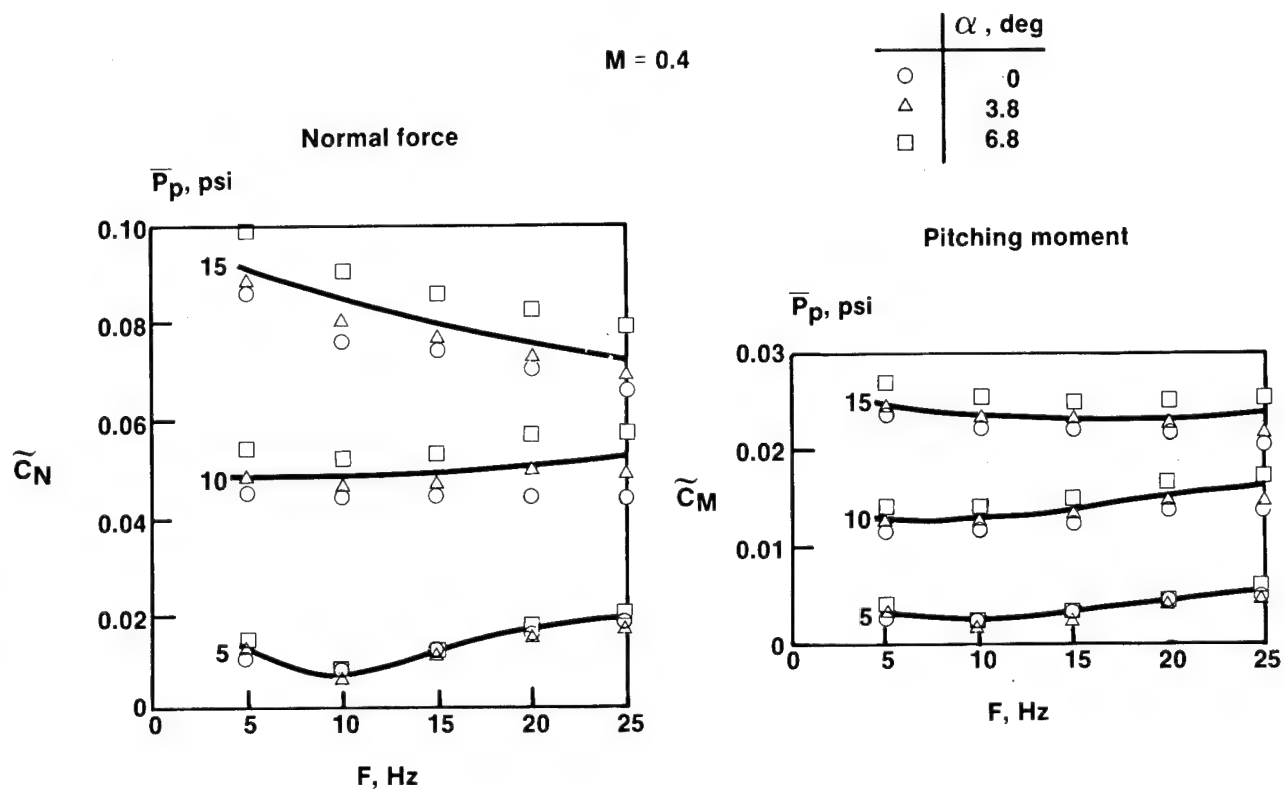 M = 0.4
α, deg
0
3.8
6.8
Normal force
P̅p, psi
0.10
0.08
0.06
0.04
0.02
0
15
10
5
C̃N
0 5 10 15 20 25
F, Hz
Pitching moment
P̅p, psi
0.03
0.02
0.01
0
15
10
5
C̃M
0 5 10 15 20 25
F, Hz